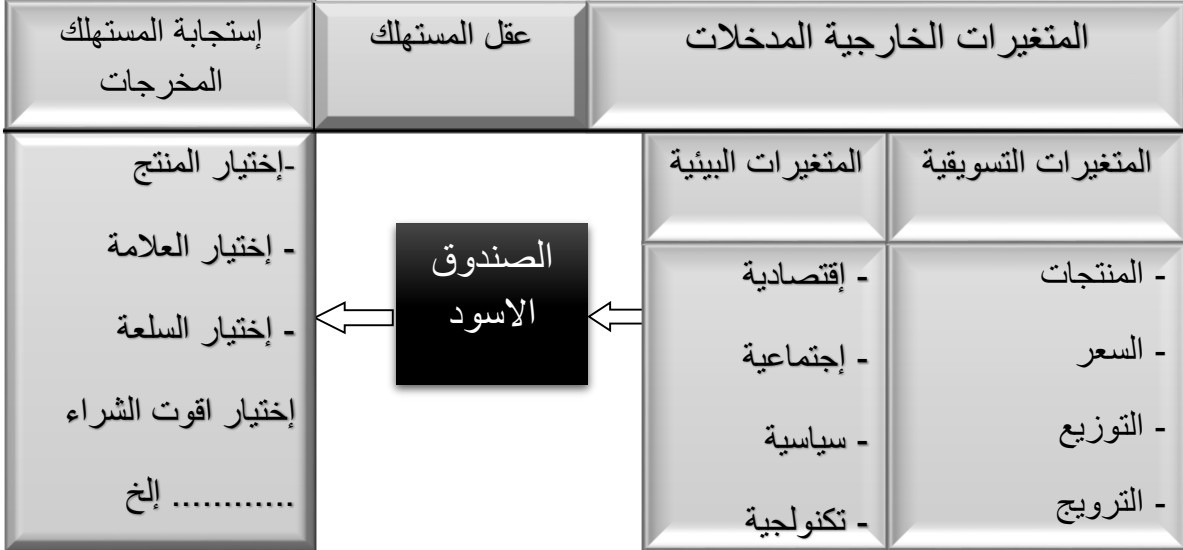 المتغيرات الخارجية المدخلات
عقل المستهلك
إستجابة المستهلك
المخرجات
المتغيرات التسويقية
المتغيرات البيئية
- المنتجات
- السعر
- التوزيع
- الترويج
- إقتصادية
- إجتماعية
- سياسية
- تكنولجية
الصندوق
الاسود
-إختيار المنتج
- إختيار العلامة
- إختيار السلعة
إختيار اقوت الشراء
............ إلخ